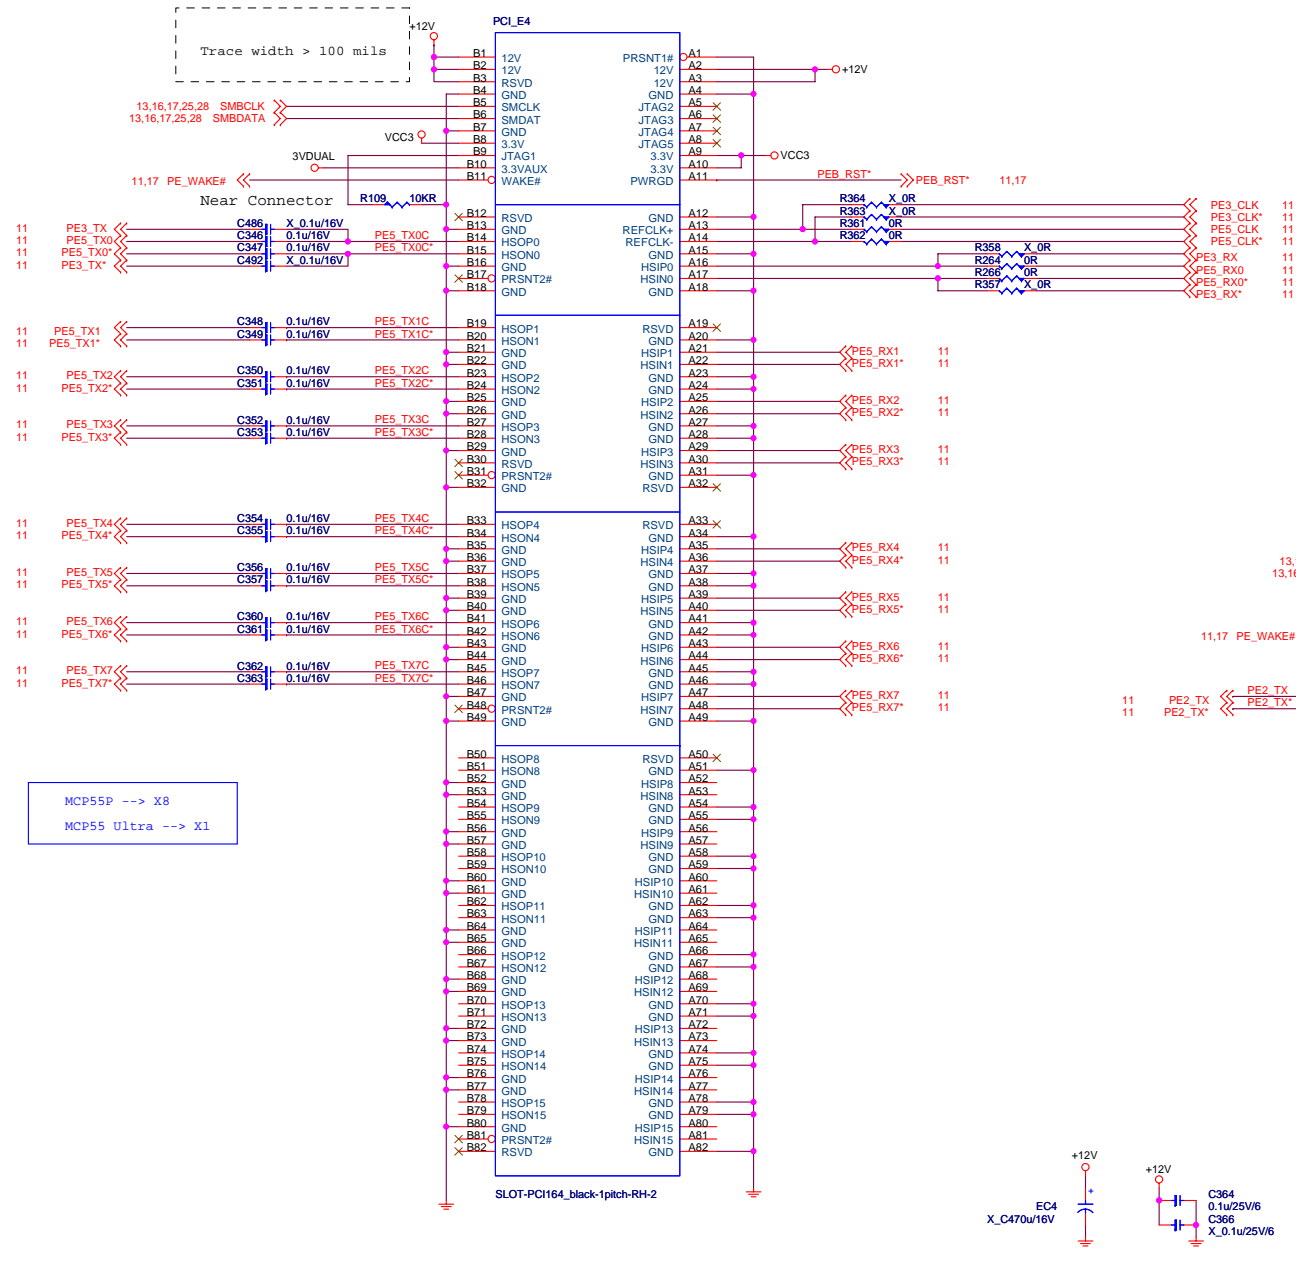 PCI_E4
+12V
Trace width > 100 mils
B1 12V PRSNT1# A1
B2 12V 12V A2 +12V
B3 RSVD 12V A3
B4 GND GND A4
13,16,17,25,28 SMBCLK B5 SMCLK JTAG2 A5
13,16,17,25,28 SMBDATA B6 SMDAT JTAG3 A6
B7 GND JTAG4 A7
VCC3 B8 3.3V JTAG5 A8
B9 JTAG1 3.3V A9 VCC3
3VDUAL B10 3.3VAUX 3.3V A10
11,17 PE_WAKE# B11 WAKE# PWRGD A11 PEB_RST* PEB_RST* 11,17
Near Connector R109 10KR
R364 X_0R PE3_CLK 11
B12 RSVD GND A12 R363 X_0R PE3_CLK* 11
11 PE3_TX C486 X_0.1u/16V B13 GND REFCLK+ A13 R361 0R PE5_CLK 11
11 PE5_TX0 C346 0.1u/16V PE5_TX0C B14 HSOP0 REFCLK- A14 R362 0R PE5_CLK* 11
11 PE5_TX0* C347 0.1u/16V PE5_TX0C* B15 HSON0 GND A15 R358 X_0R PE3_RX 11
11 PE3_TX* C492 X_0.1u/16V B16 GND HSIP0 A16 R264 0R PE5_RX0 11
B17 PRSNT2# HSIN0 A17 R266 0R PE5_RX0* 11
B18 GND GND A18 R357 X_0R PE3_RX* 11
11 PE5_TX1 C348 0.1u/16V PE5_TX1C B19 HSOP1 RSVD A19
11 PE5_TX1* C349 0.1u/16V PE5_TX1C* B20 HSON1 GND A20
B21 GND HSIP1 A21 PE5_RX1 11
B22 GND HSIN1 A22 PE5_RX1* 11
11 PE5_TX2 C350 0.1u/16V PE5_TX2C B23 HSOP2 GND A23
11 PE5_TX2* C351 0.1u/16V PE5_TX2C* B24 HSON2 GND A24
B25 GND HSIP2 A25 PE5_RX2 11
B26 GND HSIN2 A26 PE5_RX2* 11
11 PE5_TX3 C352 0.1u/16V PE5_TX3C B27 HSOP3 GND A27
11 PE5_TX3* C353 0.1u/16V PE5_TX3C* B28 HSON3 GND A28
B29 GND HSIP3 A29 PE5_RX3 11
B30 RSVD HSIN3 A30 PE5_RX3* 11
B31 PRSNT2# GND A31
B32 GND RSVD A32
11 PE5_TX4 C354 0.1u/16V PE5_TX4C B33 HSOP4 RSVD A33
11 PE5_TX4* C355 0.1u/16V PE5_TX4C* B34 HSON4 GND A34
B35 GND HSIP4 A35 PE5_RX4 11
B36 GND HSIN4 A36 PE5_RX4* 11 13,
11 PE5_TX5 C356 0.1u/16V PE5_TX5C B37 HSOP5 GND A37 13,16
11 PE5_TX5* C357 0.1u/16V PE5_TX5C* B38 HSON5 GND A38
B39 GND HSIP5 A39 PE5_RX5 11
B40 GND HSIN5 A40 PE5_RX5* 11
11 PE5_TX6 C360 0.1u/16V PE5_TX6C B41 HSOP6 GND A41
11 PE5_TX6* C361 0.1u/16V PE5_TX6C* B42 HSON6 GND A42 11,17 PE_WAKE#
B43 GND HSIP6 A43 PE5_RX6 11
B44 GND HSIN6 A44 PE5_RX6* 11
11 PE5_TX7 C362 0.1u/16V PE5_TX7C B45 HSOP7 GND A45
11 PE5_TX7* C363 0.1u/16V PE5_TX7C* B46 HSON7 GND A46
B47 GND HSIP7 A47 PE5_RX7 11 11 PE2_TX PE2_TX
B48 PRSNT2# HSIN7 A48 PE5_RX7* 11 11 PE2_TX* PE2_TX*
B49 GND GND A49
B50 HSOP8 RSVD A50
B51 HSON8 GND A51
B52 GND HSIP8 A52
B53 GND HSIN8 A53
MCP55P --> X8
B54 HSOP9 GND A54
B55 HSON9 GND A55
MCP55 Ultra --> X1
B56 GND HSIP9 A56
B57 GND HSIN9 A57
B58 HSOP10 GND A58
B59 HSON10 GND A59
B60 GND HSIP10 A60
B61 GND HSIN10 A61
B62 HSOP11 GND A62
B63 HSON11 GND A63
B64 GND HSIP11 A64
B65 GND HSIN11 A65
B66 HSOP12 GND A66
B67 HSON12 GND A67
B68 GND HSIP12 A68
B69 GND HSIN12 A69
B70 HSOP13 GND A70
B71 HSON13 GND A71
B72 GND HSIP13 A72
B73 GND HSIN13 A73
B74 HSOP14 GND A74
B75 HSON14 GND A75
B76 GND HSIP14 A76
B77 GND HSIN14 A77
B78 HSOP15 GND A78
B79 HSON15 GND A79
B80 GND HSIP15 A80
B81 PRSNT2# HSIN15 A81
B82 RSVD GND A82
SLOT-PCI164_black-1pitch-RH-2
+12V
+12V
EC4
X_C470u/16V
+
C364
0.1u/25V/6
C366
X_0.1u/25V/6